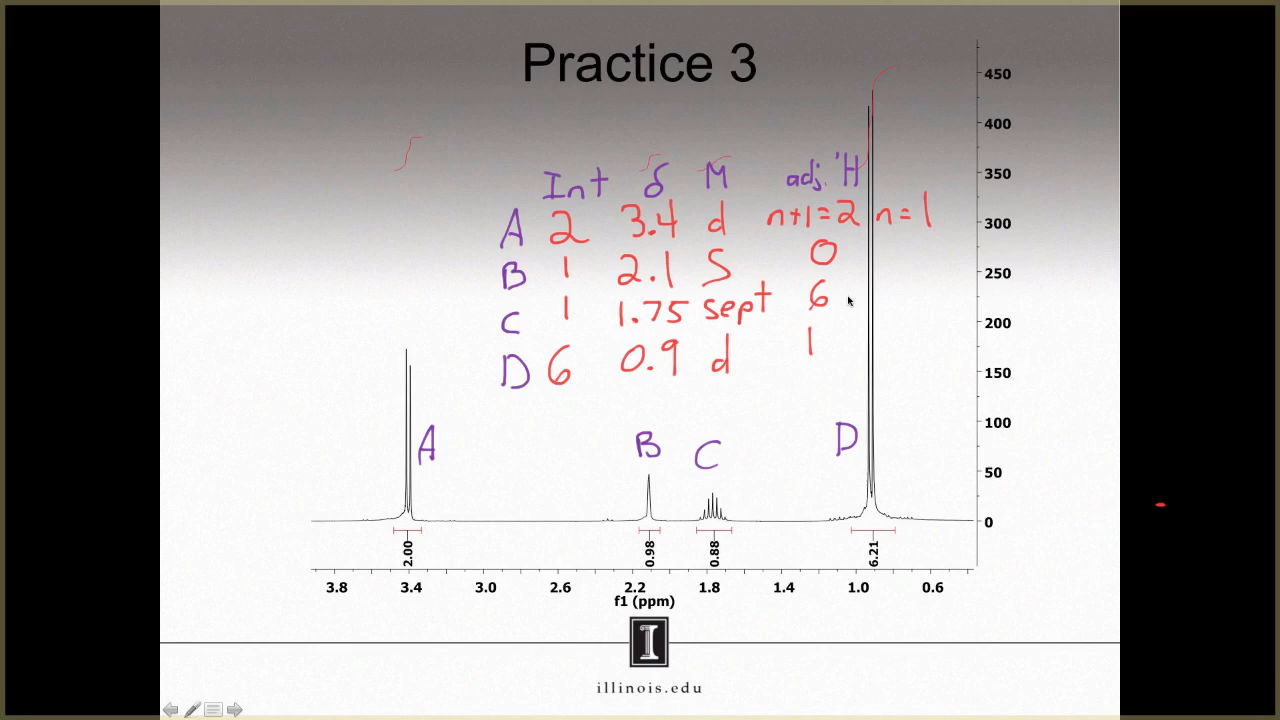 Practice 3
450
400
350
300
250
200
150
100
50
0
Int δ M adj. 'H
A 2 3.4 d n+1=2 n=1
B 1 2.1 S 0
C 1 1.75 sept 6
D 6 0.9 d 1
A B C D
2.00 0.98 0.88 6.21
3.8 3.4 3.0 2.6 2.2 1.8 1.4 1.0 0.6
f1 (ppm)
I
illinois.edu